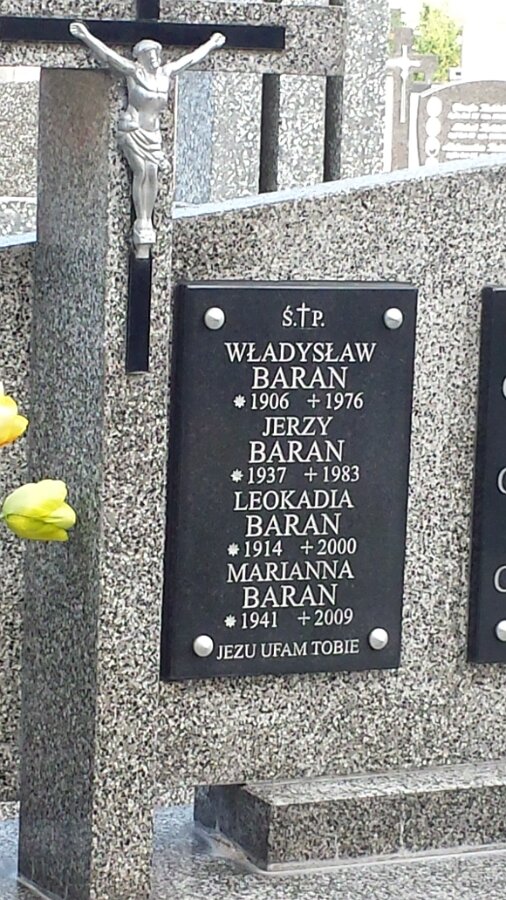 Ś.†P.
WŁADYSŁAW
BARAN
* 1906 + 1976
JERZY
BARAN
* 1937 + 1983
LEOKADIA
BARAN
* 1914 + 2000
MARIANNA
BARAN
* 1941 + 2009
JEZU UFAM TOBIE